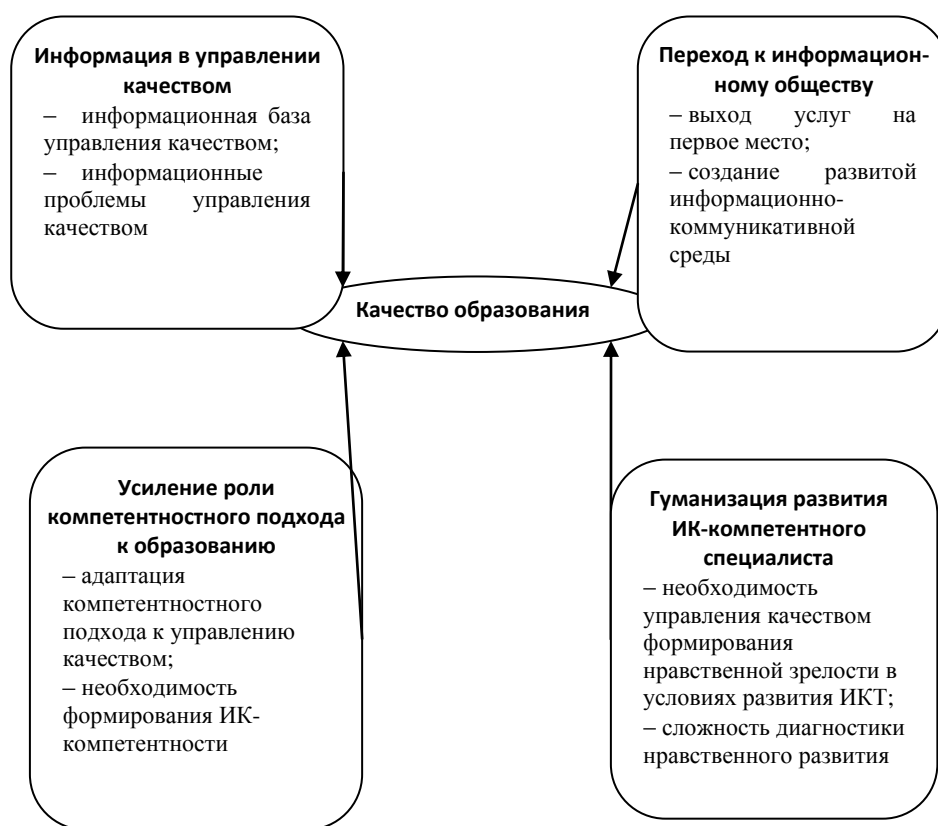 Информация в управлении
качеством
– информационная база
управления качеством;
– информационные
проблемы управления
качеством
Переход к информацион-
ному обществу
– выход услуг на
первое место;
– создание развитой
информационно-
коммуникативной
среды
Качество образования
Усиление роли
компетентностного подхода
к образованию
– адаптация
компетентностного
подхода к управлению
качеством;
– необходимость
формирования ИК-
компетентности
Гуманизация развития
ИК-компетентного
специалиста
– необходимость
управления качеством
формирования
нравственной зрелости в
условиях развития ИКТ;
– сложность диагностики
нравственного развития